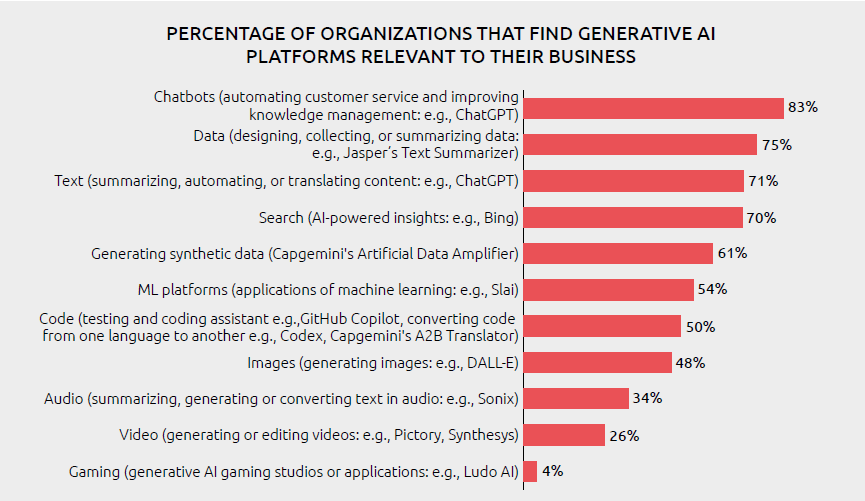 PERCENTAGE OF ORGANIZATIONS THAT FIND GENERATIVE AI
PLATFORMS RELEVANT TO THEIR BUSINESS
Chatbots (automating customer service and improving
knowledge management: e.g., ChatGPT)
83%
Data (designing, collecting, or summarizing data:
e.g., Jasper’s Text Summarizer)
75%
Text (summarizing, automating, or translating content: e.g., ChatGPT)
71%
Search (AI-powered insights: e.g., Bing)
70%
Generating synthetic data (Capgemini's Artificial Data Amplifier)
61%
ML platforms (applications of machine learning: e.g., Slai)
54%
Code (testing and coding assistant e.g.,GitHub Copilot, converting code
from one language to another e.g., Codex, Capgemini's A2B Translator)
50%
Images (generating images: e.g., DALL-E)
48%
Audio (summarizing, generating or converting text in audio: e.g., Sonix)
34%
Video (generating or editing videos: e.g., Pictory, Synthesys)
26%
Gaming (generative AI gaming studios or applications: e.g., Ludo AI)
4%